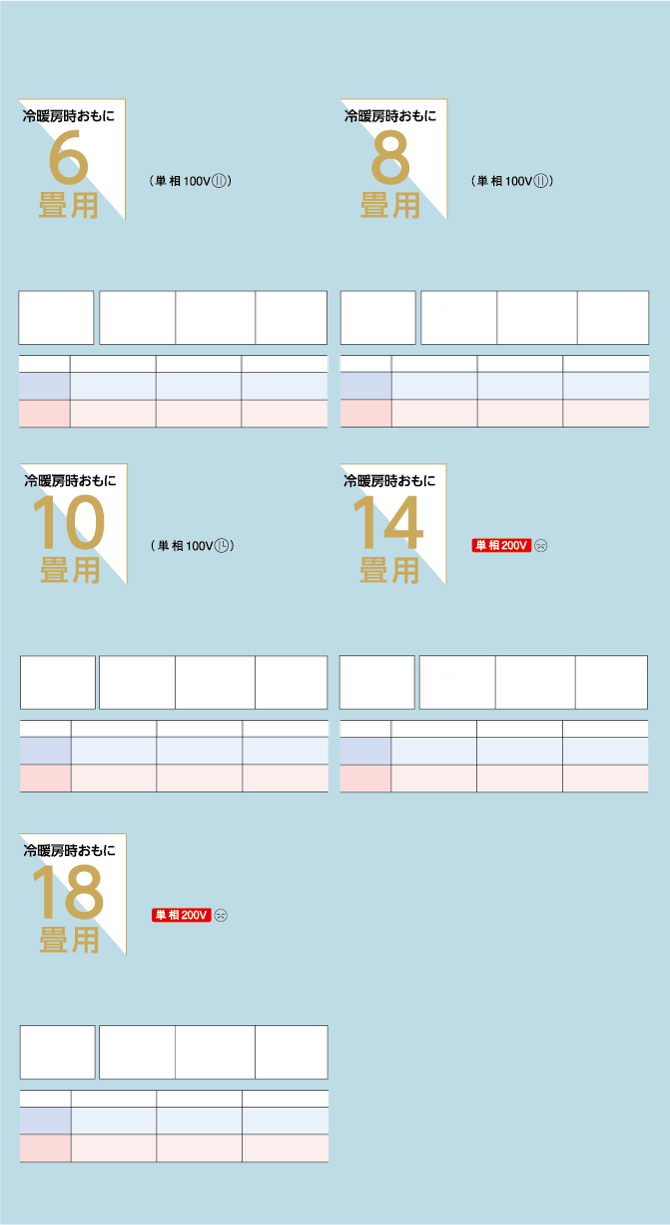 冷暖房時おもに
6
畳用
(単相100V)
冷暖房時おもに
8
畳用
(単相100V)
冷暖房時おもに
10
畳用
(単相100V)
冷暖房時おもに
14
畳用
単相200V
冷暖房時おもに
18
畳用
単相200V